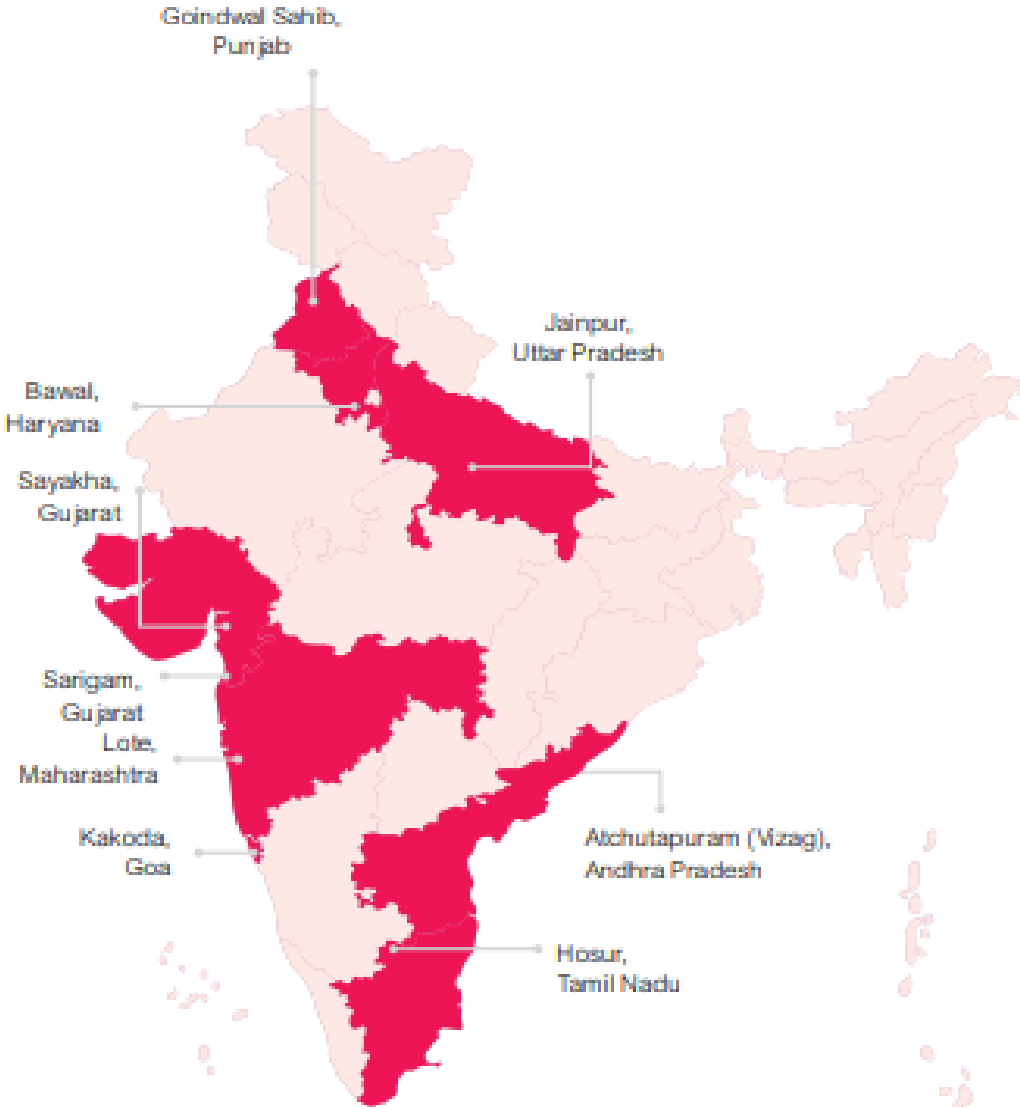 Goindwal Sahib,
Punjab
Jainpur,
Uttar Pradesh
Bawal,
Haryana
Sayakha,
Gujarat
Sarigam,
Gujarat
Lote,
Maharashtra
Kakoda,
Goa
Atchutapuram (Vizag),
Andhra Pradesh
Hosur,
Tamil Nadu